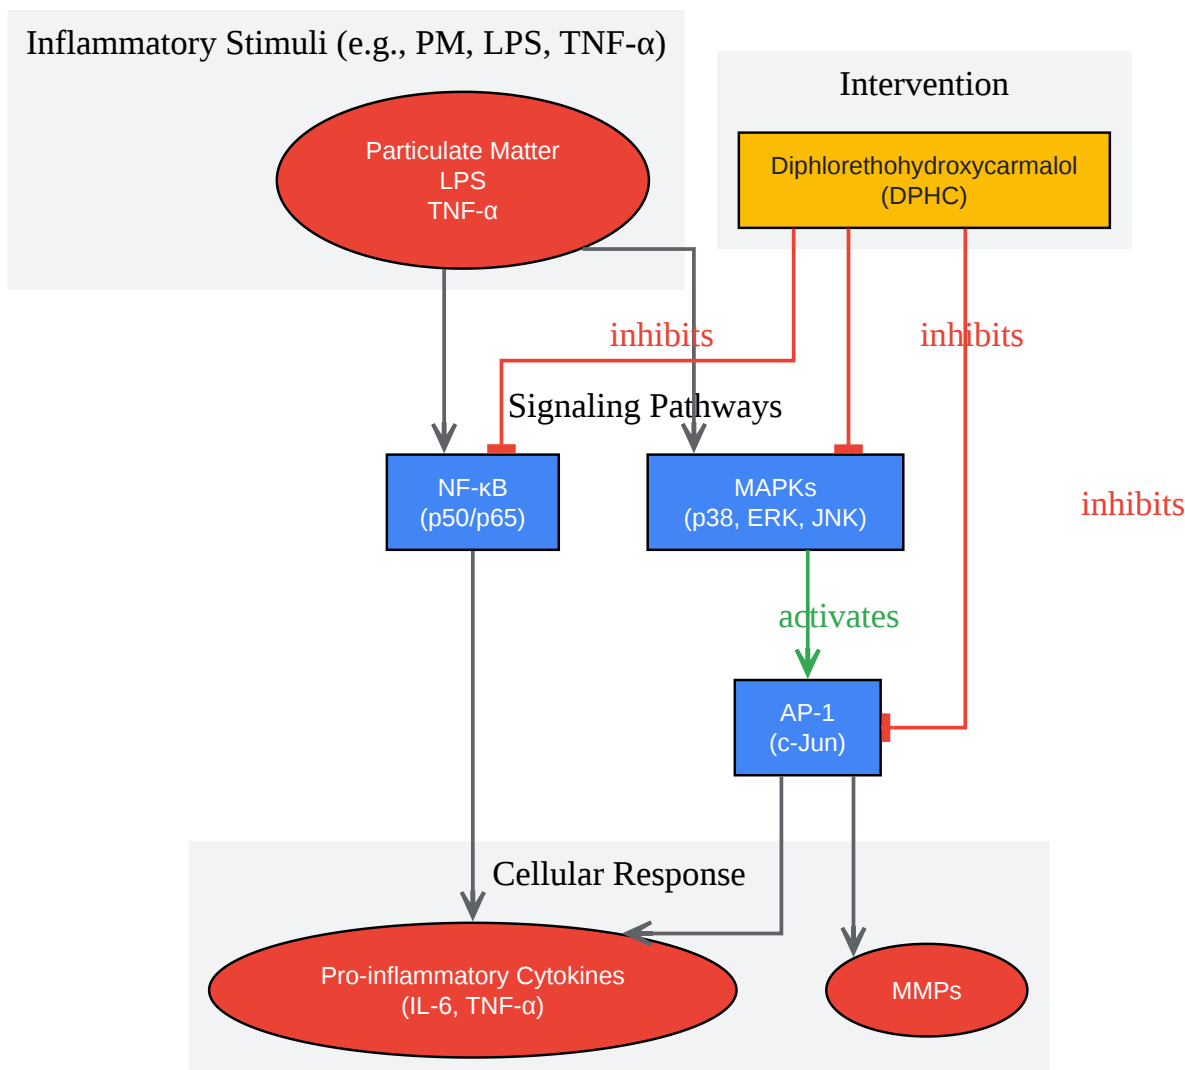 Inflammatory Stimuli (e.g., PM, LPS, TNF-α)
Intervention
Particulate Matter
LPS
TNF-α
Diphlorethohydroxycarmalol
(DPHC)
inhibits
inhibits
Signaling Pathways
NF-κB
(p50/p65)
MAPKs
(p38, ERK, JNK)
inhibits
activates
AP-1
(c-Jun)
Cellular Response
Pro-inflammatory Cytokines
(IL-6, TNF-α)
MMPs